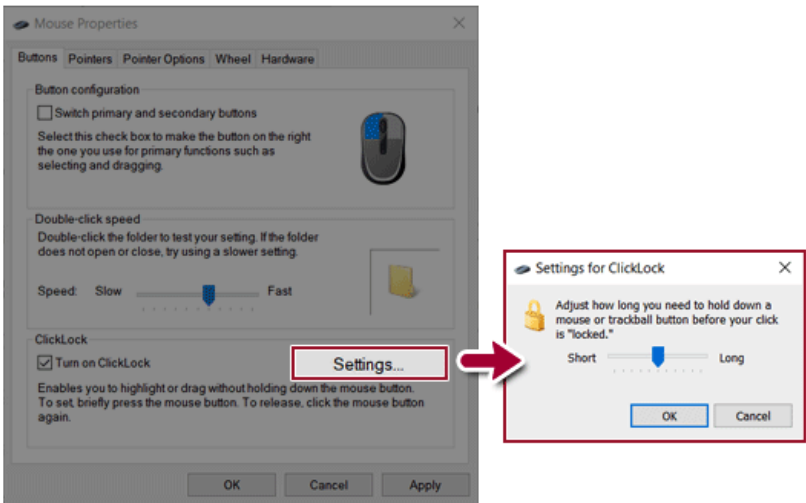 Mouse Properties
Buttons Pointers Pointer Options Wheel Hardware
Button configuration
Switch primary and secondary buttons
Select this check box to make the button on the right
the one you use for primary functions such as
selecting and dragging.
Double-click speed
Double-click the folder to test your setting. If the folder
does not open or close, try using a slower setting.
Speed: Slow Fast
ClickLock
Turn on ClickLock
Settings...
Enables you to highlight or drag without holding down the mouse button.
To set, briefly press the mouse button. To release, click the mouse button
again.
OK Cancel Apply
Settings for ClickLock
Adjust how long you need to hold down a
mouse or trackball button before your click
is "locked."
Short Long
OK Cancel